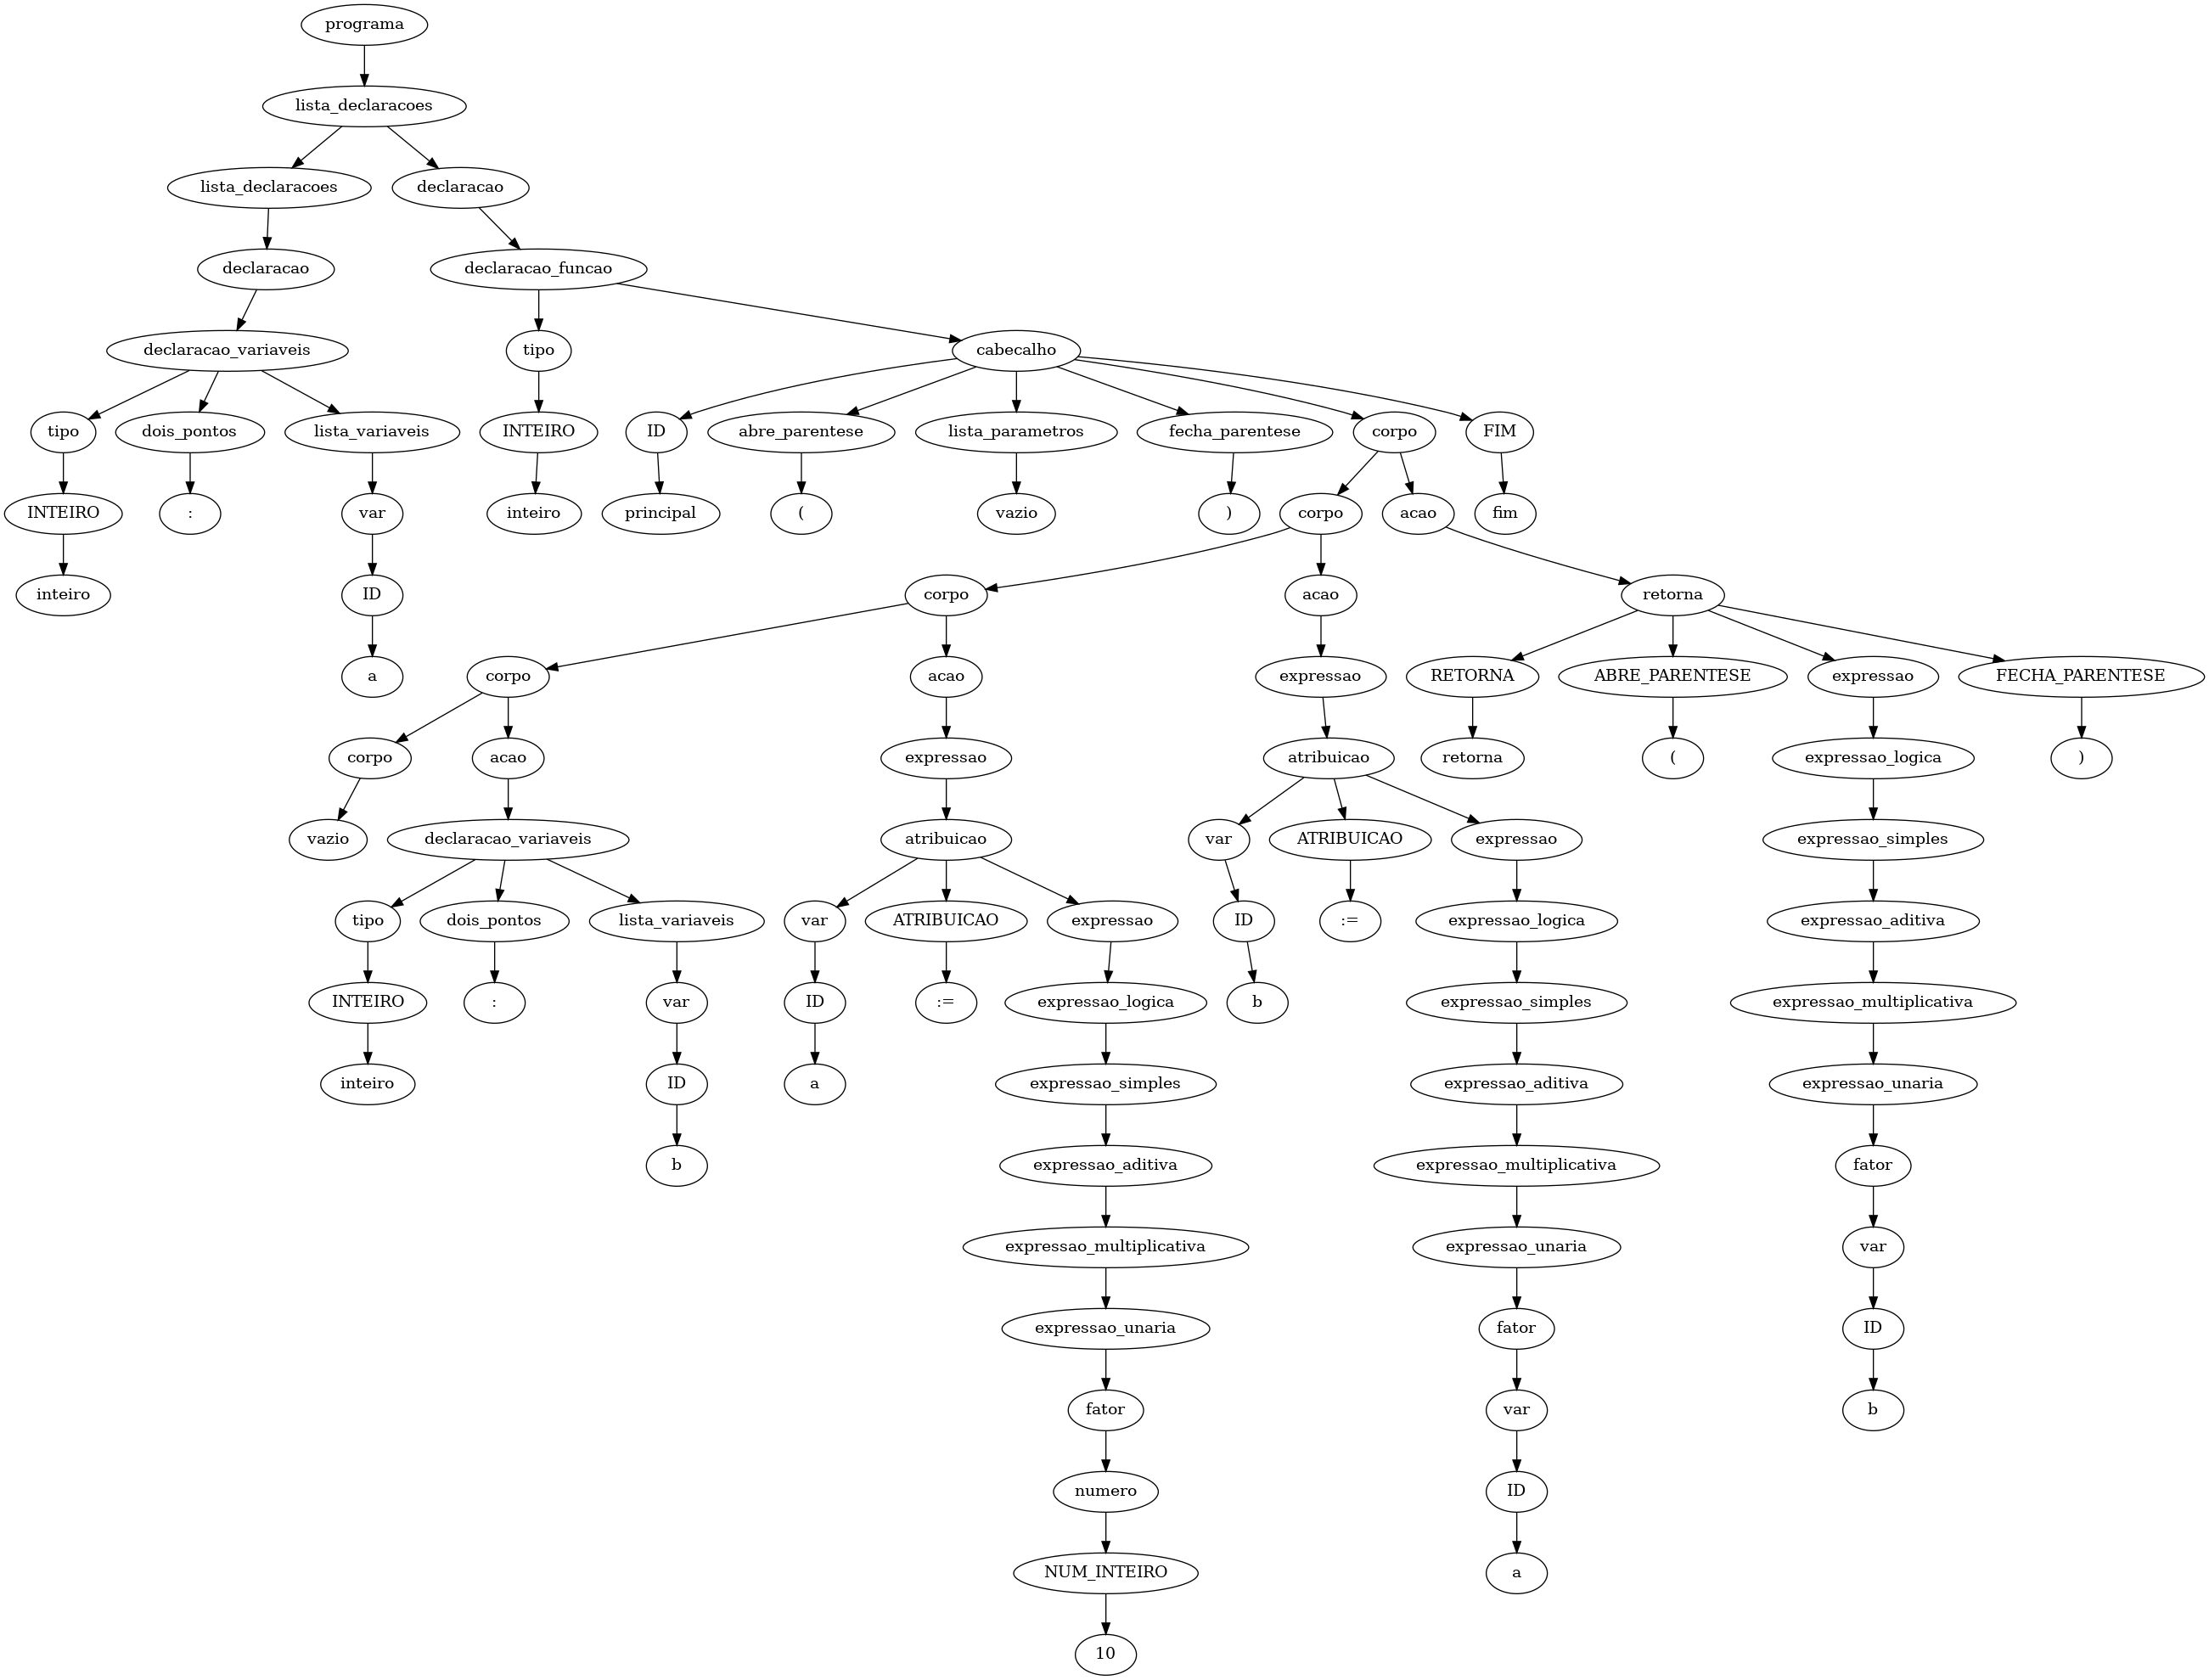 programa
lista_declaracoes
lista_declaracoes declaracao
declaracao declaracao_funcao
declaracao_variaveis tipo cabecalho
tipo dois_pontos lista_variaveis INTEIRO ID abre_parentese lista_parametros fecha_parentese corpo FIM
INTEIRO : var inteiro principal ( vazio ) corpo acao fim
inteiro ID corpo acao retorna
a corpo acao expressao RETORNA ABRE_PARENTESE expressao FECHA_PARENTESE
corpo acao expressao atribuicao retorna ( expressao_logica )
vazio declaracao_variaveis atribuicao var ATRIBUICAO expressao expressao_simples
tipo dois_pontos lista_variaveis var ATRIBUICAO expressao ID := expressao_logica expressao_aditiva
INTEIRO : var ID := expressao_logica b expressao_simples expressao_multiplicativa
inteiro ID a expressao_simples expressao_aditiva expressao_unaria
b expressao_aditiva expressao_multiplicativa fator
expressao_multiplicativa expressao_unaria var
expressao_unaria fator ID
fator var b
numero ID
NUM_INTEIRO a
10